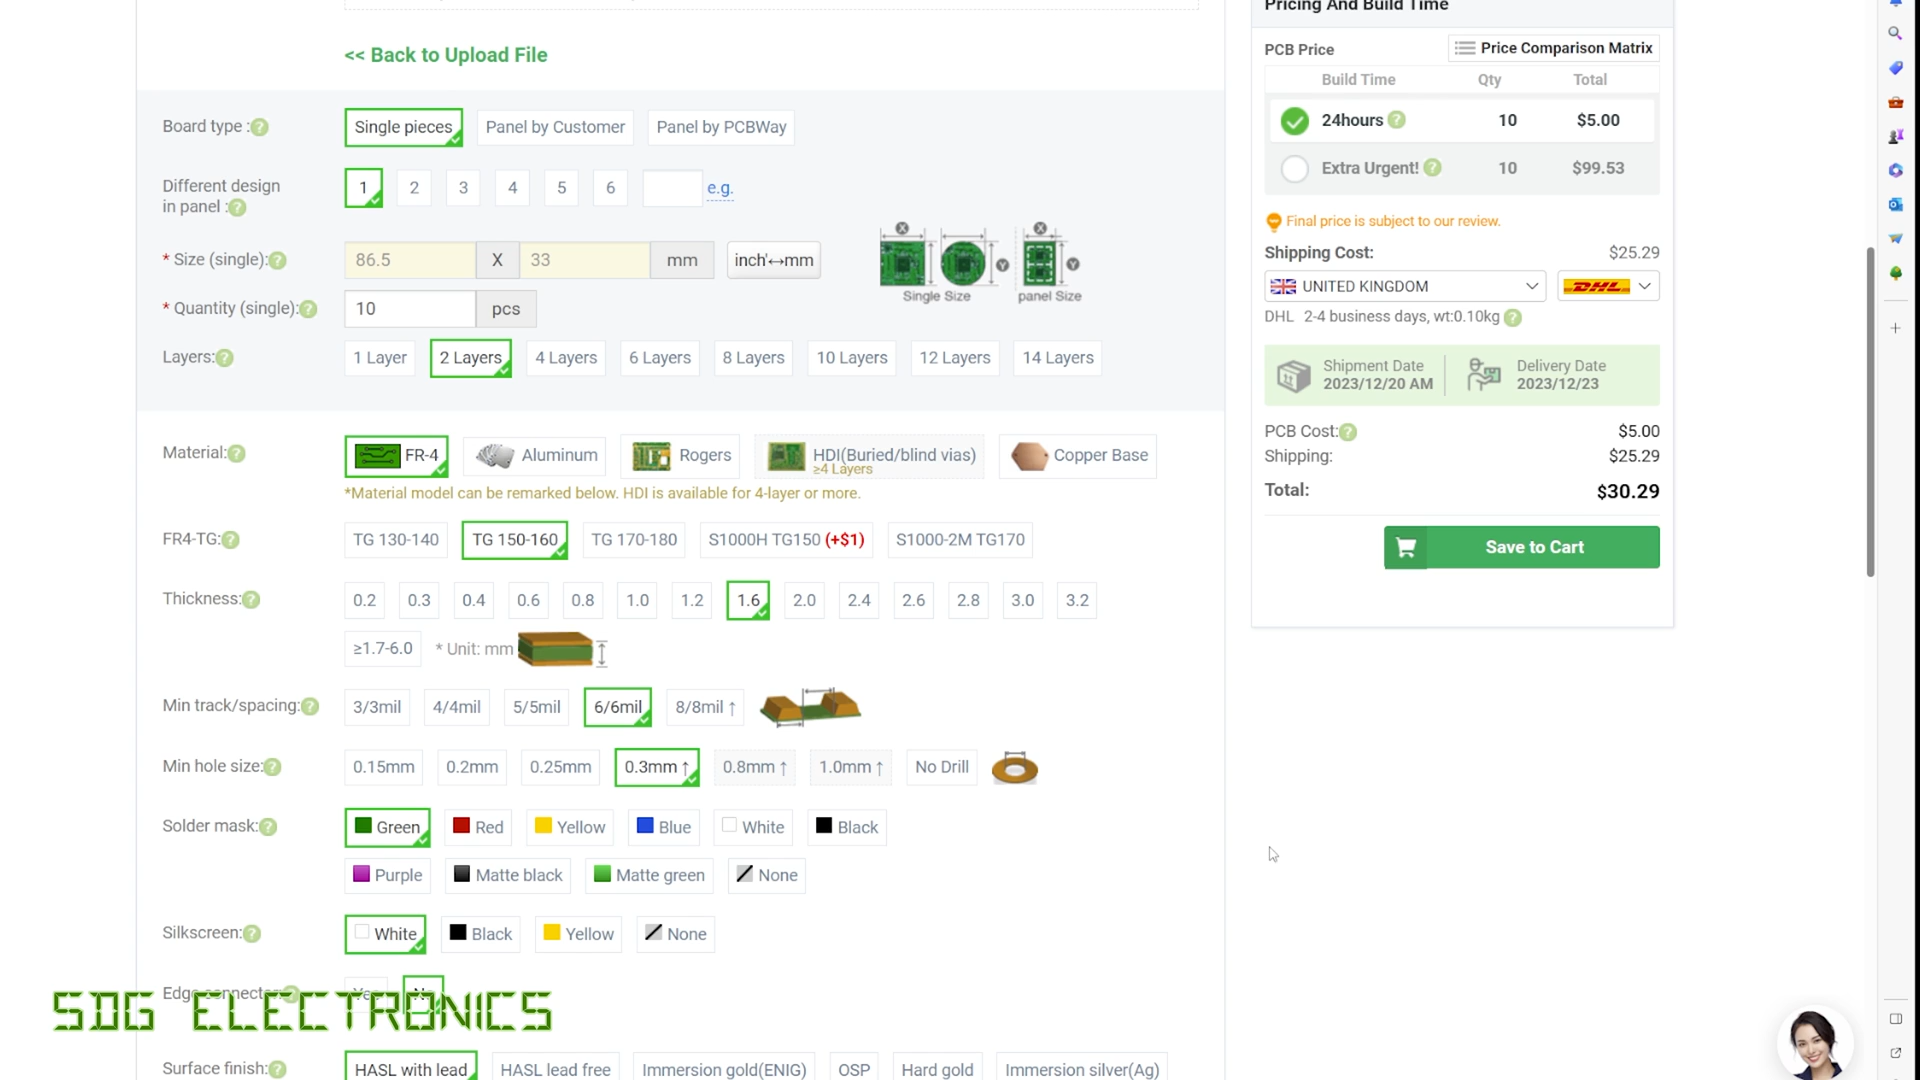 Pricing And Build Time
<< Back to Upload File
PCB Price
Price Comparison Matrix
Build Time Qty Total
Board type :?
Single pieces Panel by Customer Panel by PCBWay
24hours ? 10 $5.00
Extra Urgent! ? 10 $99.53
Different design
in panel :?
1 2 3 4 5 6 e.g.
Final price is subject to our review.
* Size (single):?
86.5 X 33 mm inch'↔mm
X X Y Y
Single Size panel Size
Shipping Cost: $25.29
UNITED KINGDOM DHL
DHL 2-4 business days, wt:0.10kg ?
* Quantity (single):?
10 pcs
Layers:?
1 Layer 2 Layers 4 Layers 6 Layers 8 Layers 10 Layers 12 Layers 14 Layers
Shipment Date
2023/12/20 AM
Delivery Date
2023/12/23
PCB Cost:? $5.00
Shipping: $25.29
Total: $30.29
Save to Cart
Material:?
FR-4 Aluminum Rogers HDI(Buried/blind vias) Copper Base
≥4 Layers
*Material model can be remarked below. HDI is available for 4-layer or more.
FR4-TG:?
TG 130-140 TG 150-160 TG 170-180 S1000H TG150 (+$1) S1000-2M TG170
Thickness:?
0.2 0.3 0.4 0.6 0.8 1.0 1.2 1.6 2.0 2.4 2.6 2.8 3.0 3.2
≥1.7-6.0 * Unit: mm
Min track/spacing:?
3/3mil 4/4mil 5/5mil 6/6mil 8/8mil ↑
Min hole size:?
0.15mm 0.2mm 0.25mm 0.3mm ↑ 0.8mm ↑ 1.0mm ↑ No Drill
Solder mask:?
Green Red Yellow Blue White Black
Purple Matte black Matte green None
Silkscreen:?
White Black Yellow None
Edge connector:? Yes No
SDG ELECTRONICS
Surface finish:?
HASL with lead HASL lead free Immersion gold(ENIG) OSP Hard gold Immersion silver(Ag)